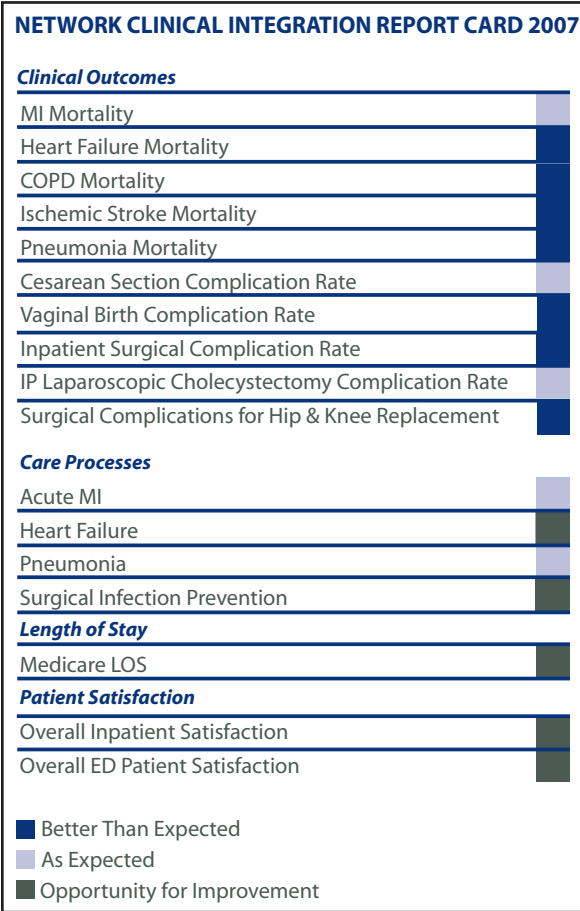 NETWORK CLINICAL INTEGRATION REPORT CARD 2007
Clinical Outcomes
MI Mortality
Heart Failure Mortality
COPD Mortality
Ischemic Stroke Mortality
Pneumonia Mortality
Cesarean Section Complication Rate
Vaginal Birth Complication Rate
Inpatient Surgical Complication Rate
IP Laparoscopic Cholecystectomy Complication Rate
Surgical Complications for Hip & Knee Replacement
Care Processes
Acute MI
Heart Failure
Pneumonia
Surgical Infection Prevention
Length of Stay
Medicare LOS
Patient Satisfaction
Overall Inpatient Satisfaction
Overall ED Patient Satisfaction
Better Than Expected
As Expected
Opportunity for Improvement